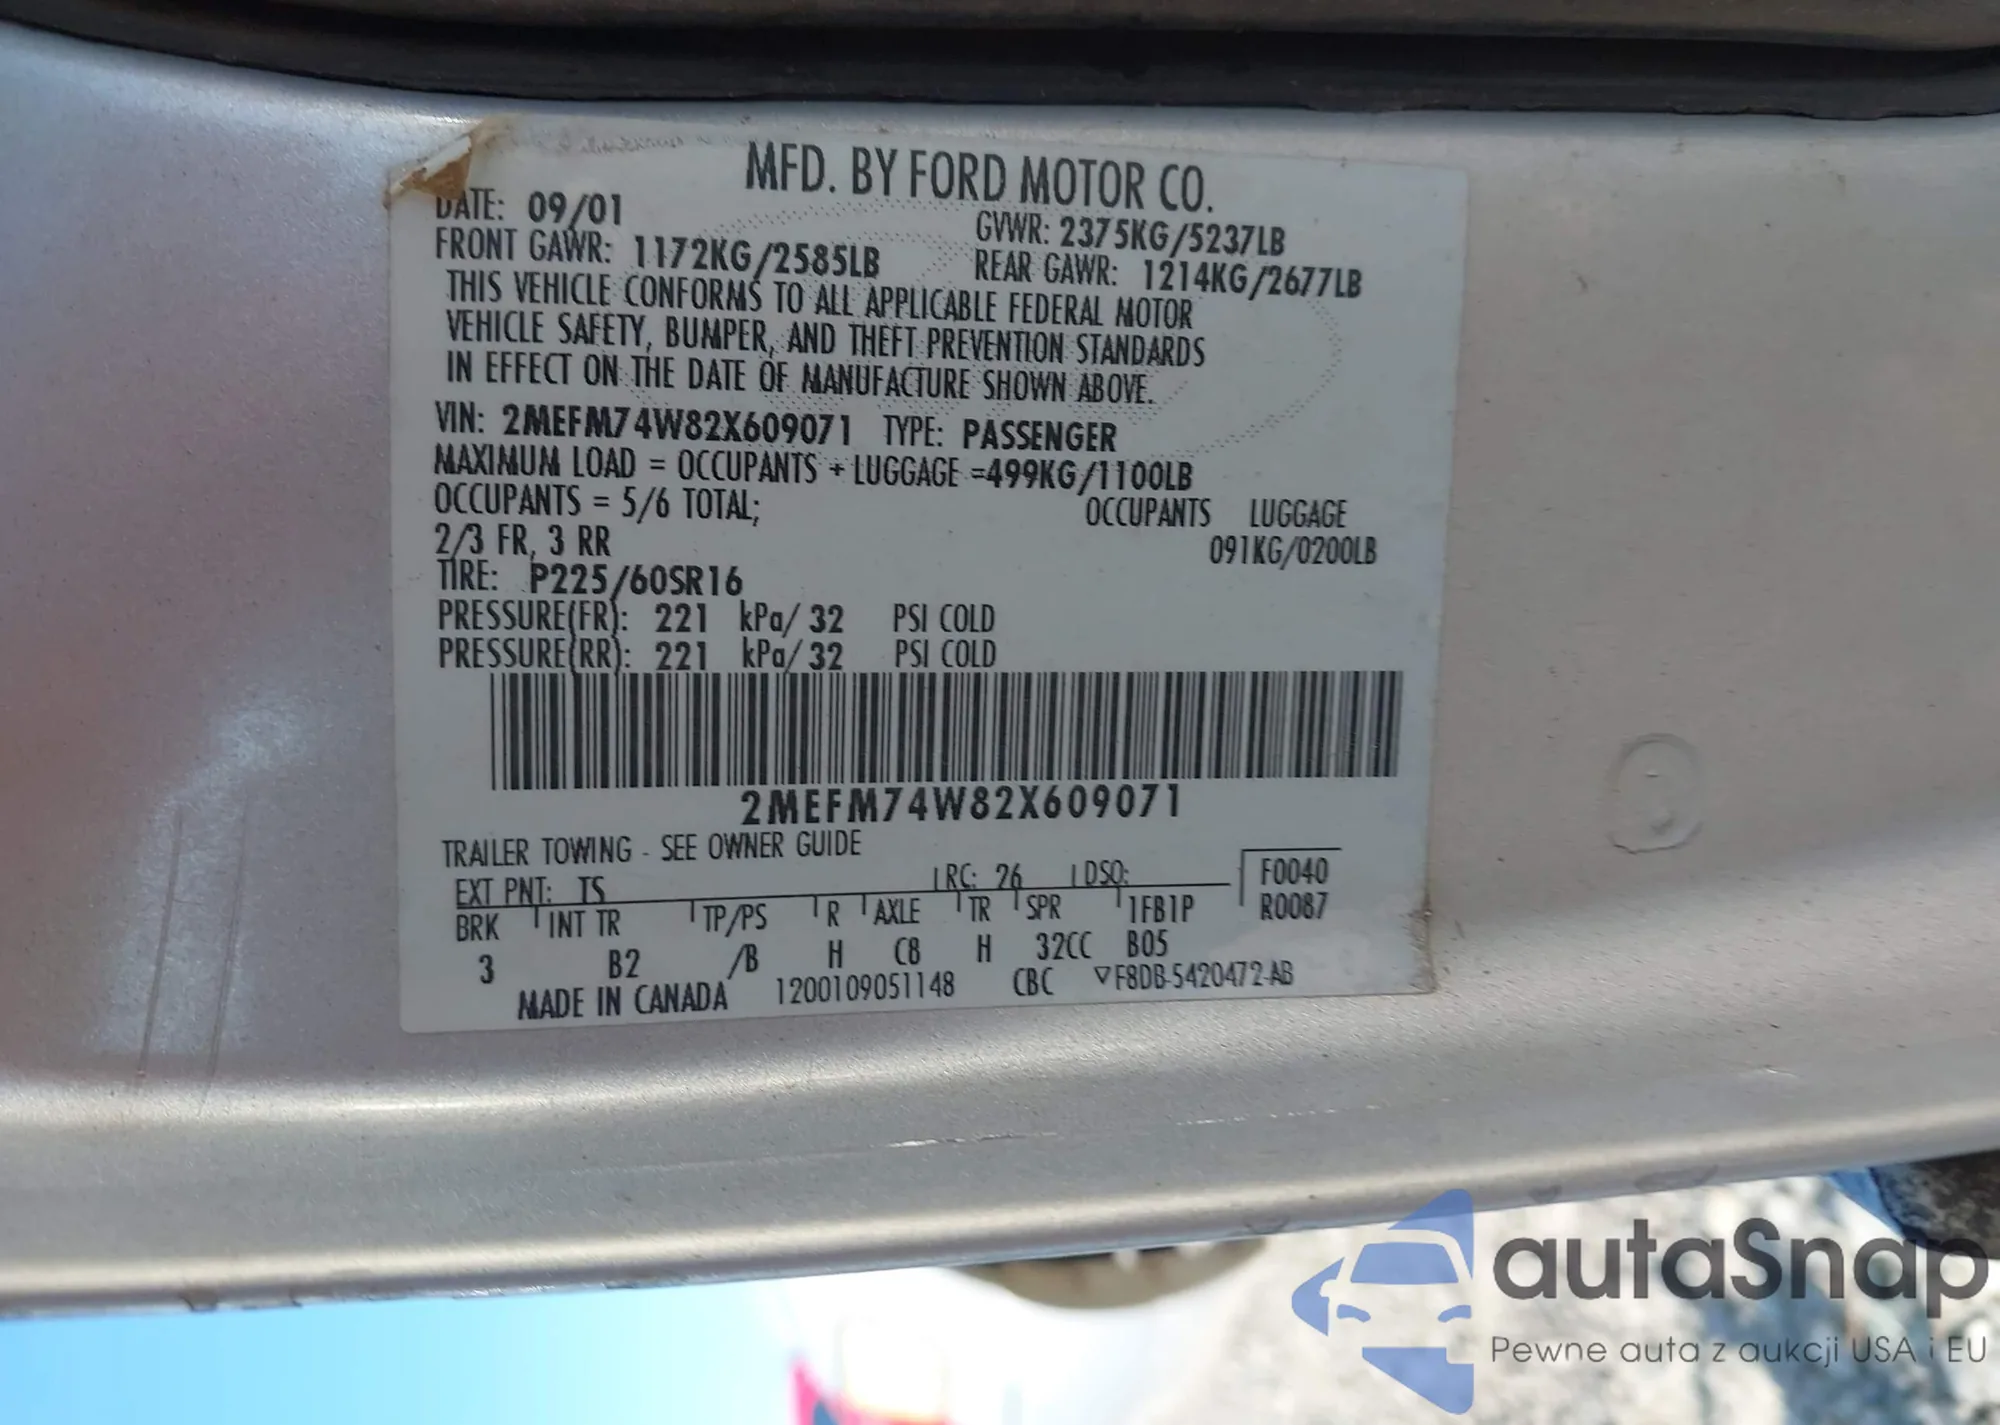 MFD. BY FORD MOTOR CO.
DATE: 09/01 GVWR: 2375KG/5237LB
FRONT GAWR: 1172KG/2585LB REAR GAWR: 1214KG/2677LB
THIS VEHICLE CONFORMS TO ALL APPLICABLE FEDERAL MOTOR
VEHICLE SAFETY, BUMPER, AND THEFT PREVENTION STANDARDS
IN EFFECT ON THE DATE OF MANUFACTURE SHOWN ABOVE.
VIN: 2MEFM74W82X609071 TYPE: PASSENGER
MAXIMUM LOAD = OCCUPANTS + LUGGAGE =499KG/1100LB
OCCUPANTS = 5/6 TOTAL; OCCUPANTS LUGGAGE
2/3 FR, 3 RR 091KG/0200LB
TIRE: P225/60SR16
PRESSURE(FR): 221 kPa/ 32 PSI COLD
PRESSURE(RR): 221 kPa/ 32 PSI COLD
2MEFM74W82X609071
TRAILER TOWING - SEE OWNER GUIDE
EXT PNT: TS RC: 26 DSO: F0040
BRK INT TR TP/PS R AXLE TR SPR 1FB1P R0087
3 B2 /B H C8 H 32CC B05
MADE IN CANADA 1200109051148 CBC ▽F8DB-5420472-AB
autaSnap
Pewne auta z aukcji USA i EU